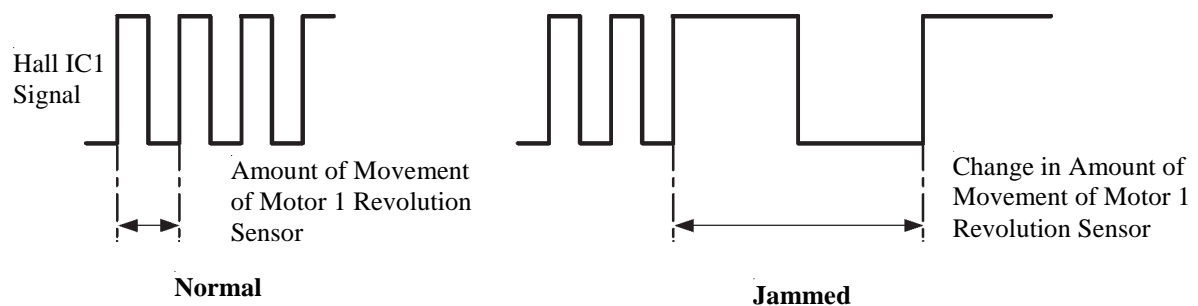 Hall IC1
Signal
Amount of Movement
of Motor 1 Revolution
Sensor
Normal
Change in Amount of
Movement of Motor 1
Revolution Sensor
Jammed